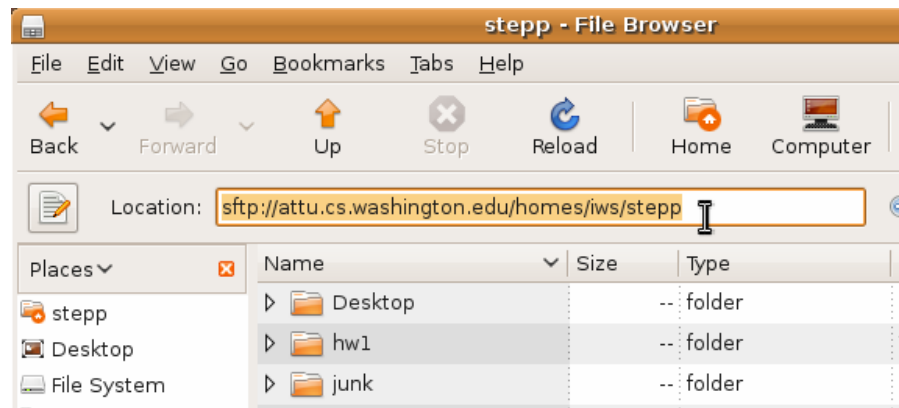 stepp - File Browser
File Edit View Go Bookmarks Tabs Help
Back Forward Up Stop Reload Home Computer
Location: sftp://attu.cs.washington.edu/homes/iws/stepp
Places Name Size Type
stepp Desktop -- folder
Desktop hw1 -- folder
File System junk -- folder